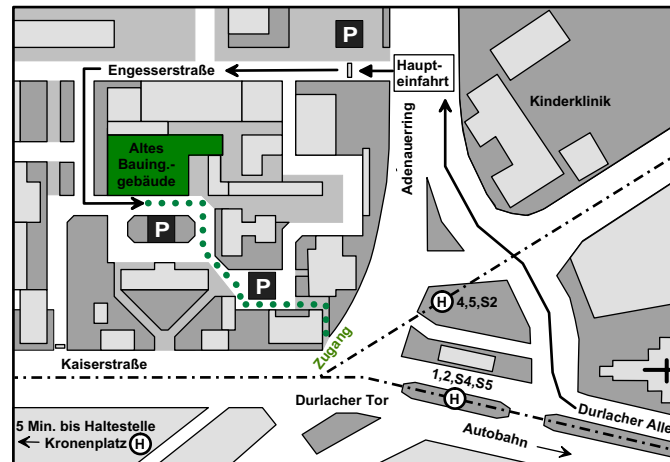 P
Engesserstraße
Haupt-
einfahrt
Kinderklinik
Adenauerring
Altes
Bauing.-
gebäude
P
P
H 4,5,S2
Zugang
Kaiserstraße
1,2,S4,S5
H
Durlacher Tor
Durlacher Alle
5 Min. bis Haltestelle
← Kronenplatz H
Autobahn